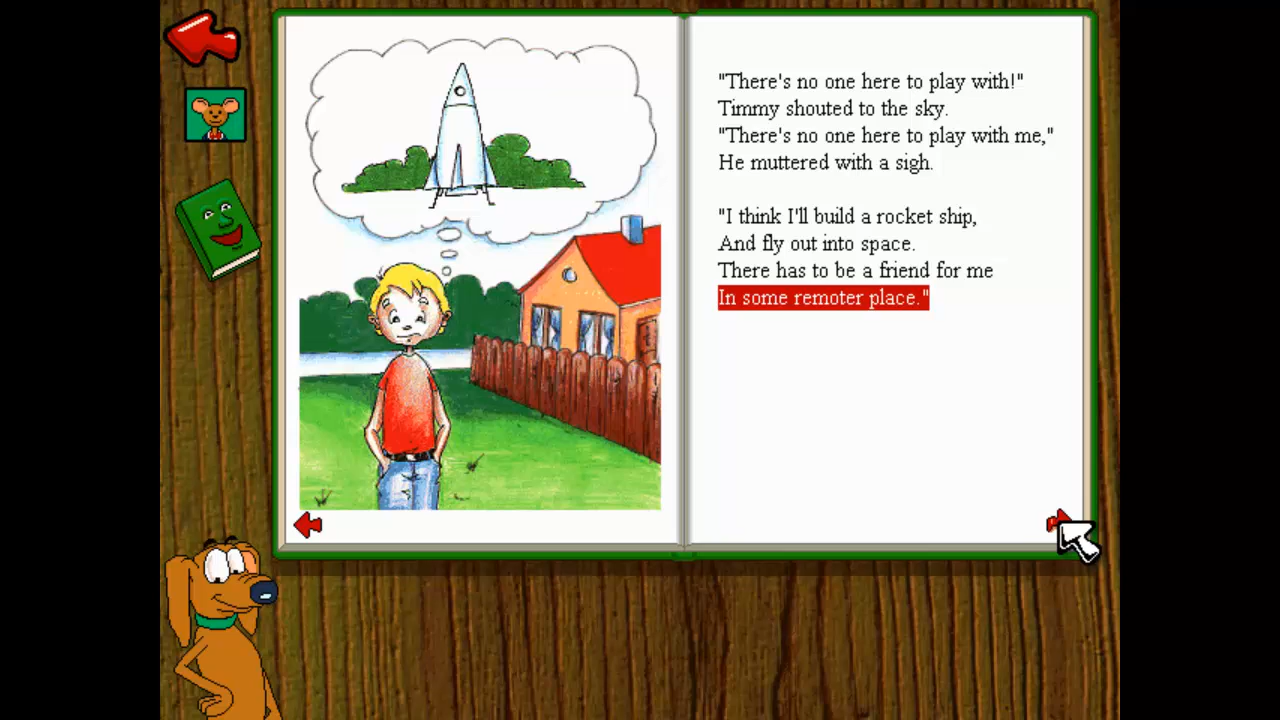 "There's no one here to play with!"
Timmy shouted to the sky.
"There's no one here to play with me,"
He muttered with a sigh.
"I think I'll build a rocket ship,
And fly out into space.
There has to be a friend for me
In some remoter place."